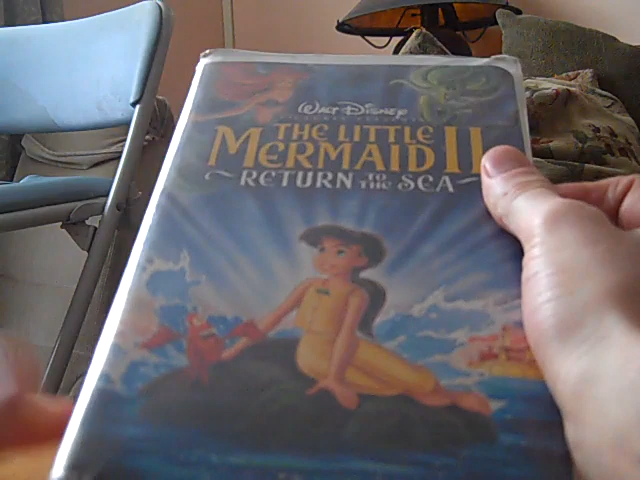 WALT DISNEY
THE LITTLE
MERMAID II
~ RETURN TO THE SEA ~